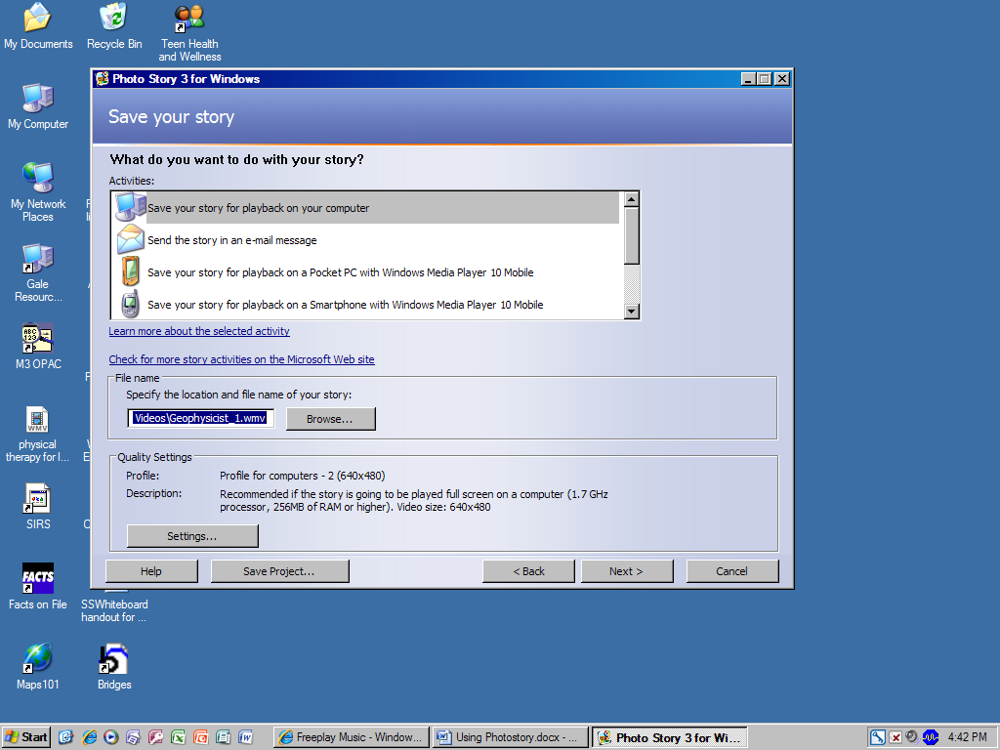 My Documents
Recycle Bin
Teen Health
and Wellness
My Computer
My Network
Places
Gale
Resourc...
M3 OPAC
ABC
123
WMV
physical
therapy for l...
SIRS
FACTS
Facts on File
SSWhiteboard
handout for ...
Maps101
Bridges
Photo Story 3 for Windows
Save your story
What do you want to do with your story?
Activities:
Save your story for playback on your computer
Send the story in an e-mail message
Save your story for playback on a Pocket PC with Windows Media Player 10 Mobile
Save your story for playback on a Smartphone with Windows Media Player 10 Mobile
Learn more about the selected activity
Check for more story activities on the Microsoft Web site
File name
Specify the location and file name of your story:
Videos\Geophysicist_1.wmv
Browse...
Quality Settings
Profile: Profile for computers - 2 (640x480)
Description: Recommended if the story is going to be played full screen on a computer (1.7 GHz
processor, 256MB of RAM or higher). Video size: 640x480
Settings...
Help
Save Project...
< Back
Next >
Cancel
Start
Freeplay Music - Window...
Using Photostory.docx - ...
Photo Story 3 for Wi...
4:42 PM